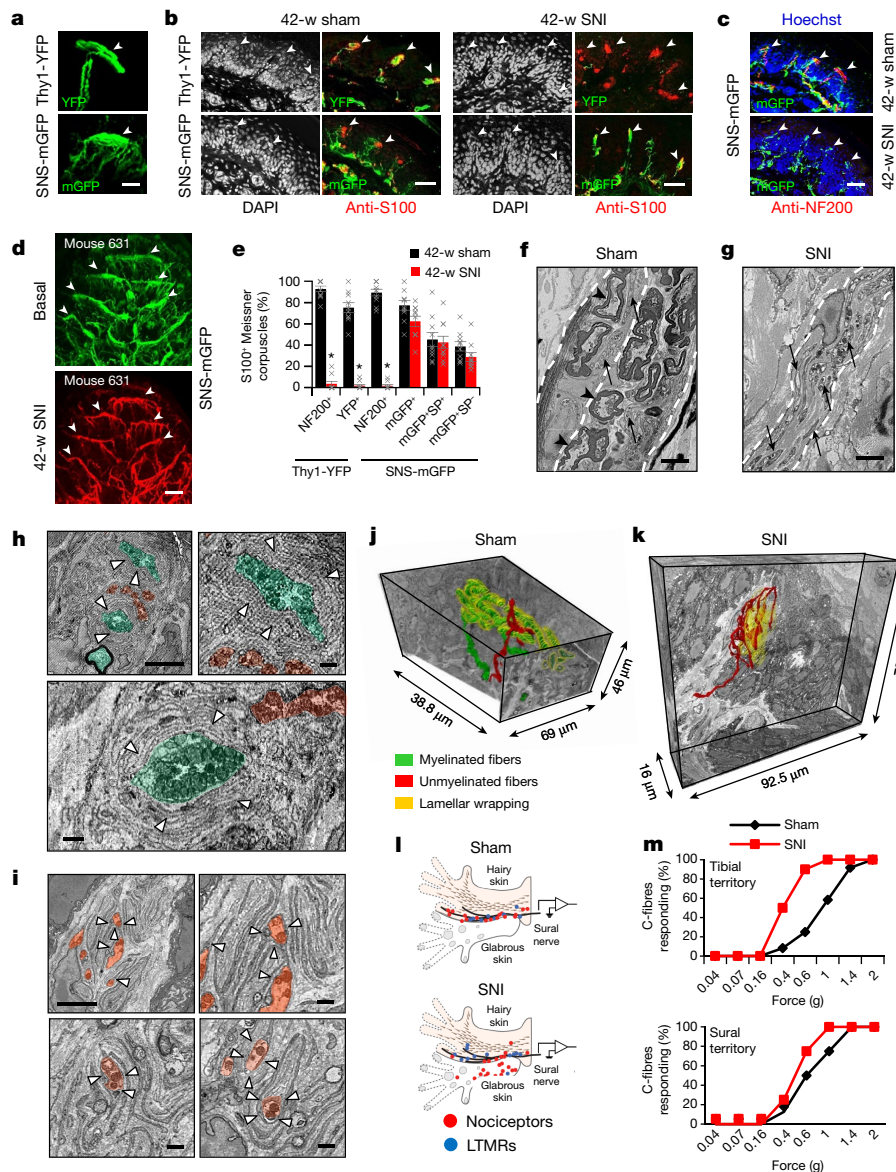 a
Thy1-YFP
YFP
SNS-mGFP
mGFP
b
42-w sham
42-w SNI
Thy1-YFP
YFP
YFP
SNS-mGFP
mGFP
mGFP
DAPI
Anti-S100
DAPI
Anti-S100
c
Hoechst
SNS-mGFP
mGFP
42-w sham
mGFP
42-w SNI
Anti-NF200
d
Basal
Mouse 631
42-w SNI
Mouse 631
SNS-mGFP
e
42-w sham
42-w SNI
S100+ Meissner
corpuscles (%)
100
80
60
40
20
0
NF200+
YFP+
NF200+
mGFP+
mGFP+SP+
mGFP+SP−
Thy1-YFP
SNS-mGFP
f
Sham
g
SNI
h
i
j
Sham
38.8 µm
69 µm
46 µm
Myelinated fibers
Unmyelinated fibers
Lamellar wrapping
k
SNI
16 µm
92.5 µm
l
Sham
Hairy
skin
Sural
nerve
Glabrous skin
SNI
Hairy
skin
Sural
nerve
Glabrous
skin
Nociceptors
LTMRs
m
Sham
SNI
C-fibres
responding (%)
100
80
60
40
20
0
Tibial
territory
0.04
0.07
0.16
0.4
0.6
1
1.4
2
Force (g)
C-fibres
responding (%)
100
80
60
40
20
0
Sural
territory
0.04
0.07
0.16
0.4
0.6
1
1.4
2
Force (g)